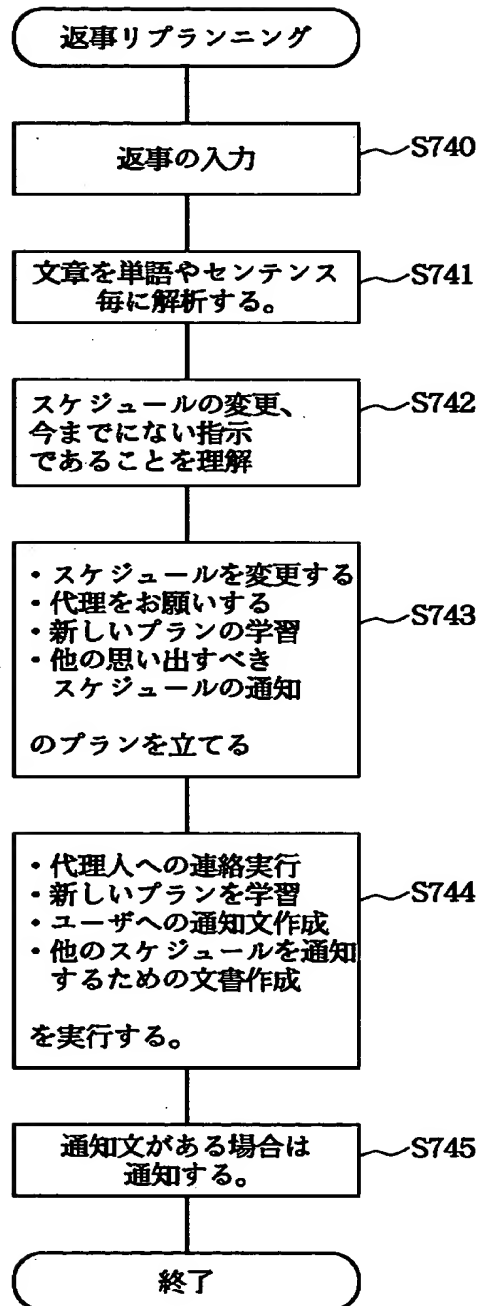 返事リプランニング
返事の入力
S740
文章を単語やセンテンス
毎に解析する。
S741
スケジュールの変更、
今までにない指示
であることを理解
S742
・スケジュールを変更する
・代理をお願いする
・新しいプランの学習
・他の思い出すべき
スケジュールの通知
のプランを立てる
S743
・代理人への連絡実行
・新しいプランを学習
・ユーザへの通知文作成
・他のスケジュールを通知
するための文書作成
を実行する。
S744
通知文がある場合は
通知する。
S745
終了